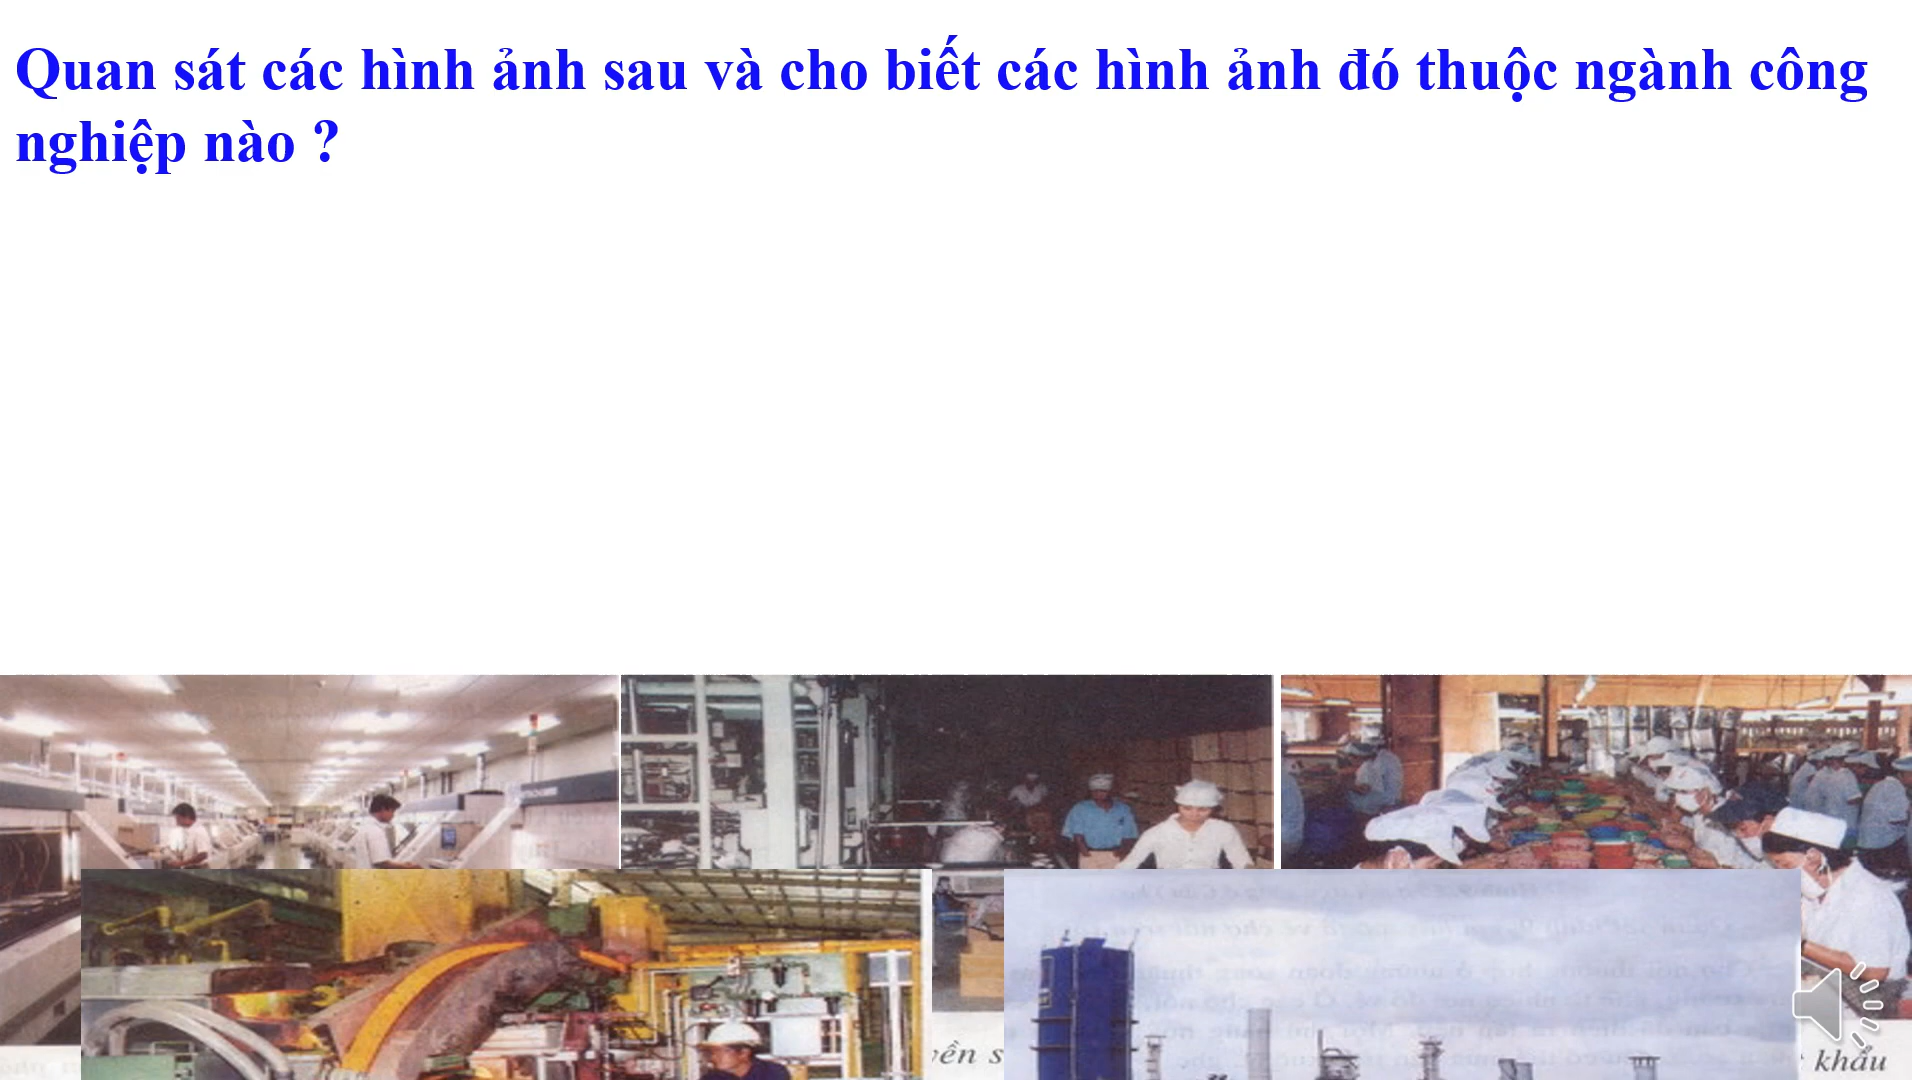 Quan sát các hình ảnh sau và cho biết các hình ảnh đó thuộc ngành công
nghiệp nào ?
khẩu